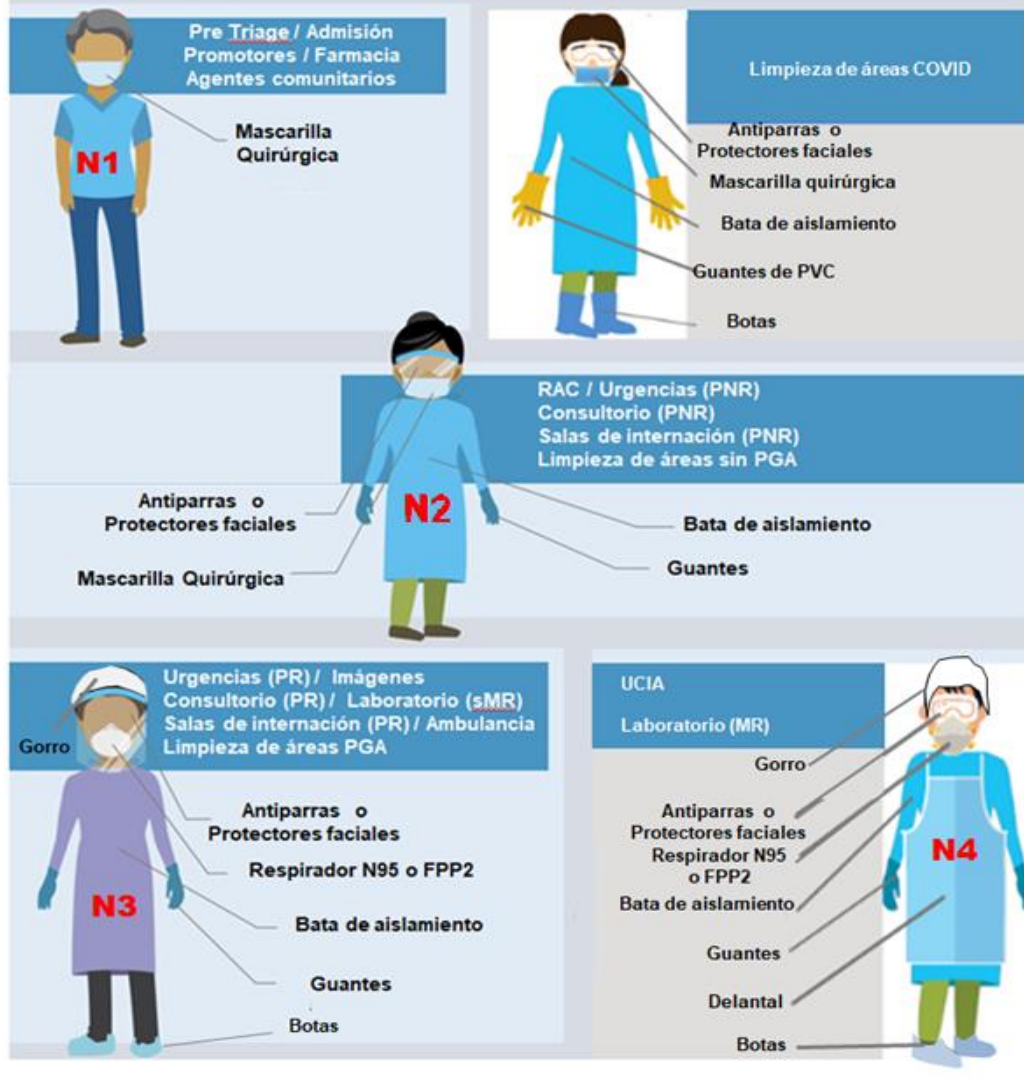 Pre Triage / Admisión
Promotores / Farmacia
Agentes comunitarios
Mascarilla
Quirúrgica
N1
Limpieza de áreas COVID
Antiparras o
Protectores faciales
Mascarilla quirúrgica
Bata de aislamiento
Guantes de PVC
Botas
RAC / Urgencias (PNR)
Consultorio (PNR)
Salas de internación (PNR)
Limpieza de áreas sin PGA
Antiparras o
Protectores faciales
Mascarilla Quirúrgica
N2
Bata de aislamiento
Guantes
Urgencias (PR) / Imágenes
Consultorio (PR) / Laboratorio (sMR)
Salas de internación (PR) / Ambulancia
Limpieza de áreas PGA
Gorro
Antiparras o
Protectores faciales
Respirador N95 o FPP2
N3
Bata de aislamiento
Guantes
Botas
UCIA
Laboratorio (MR)
Gorro
Antiparras o
Protectores faciales
Respirador N95
o FPP2
Bata de aislamiento
N4
Guantes
Delantal
Botas